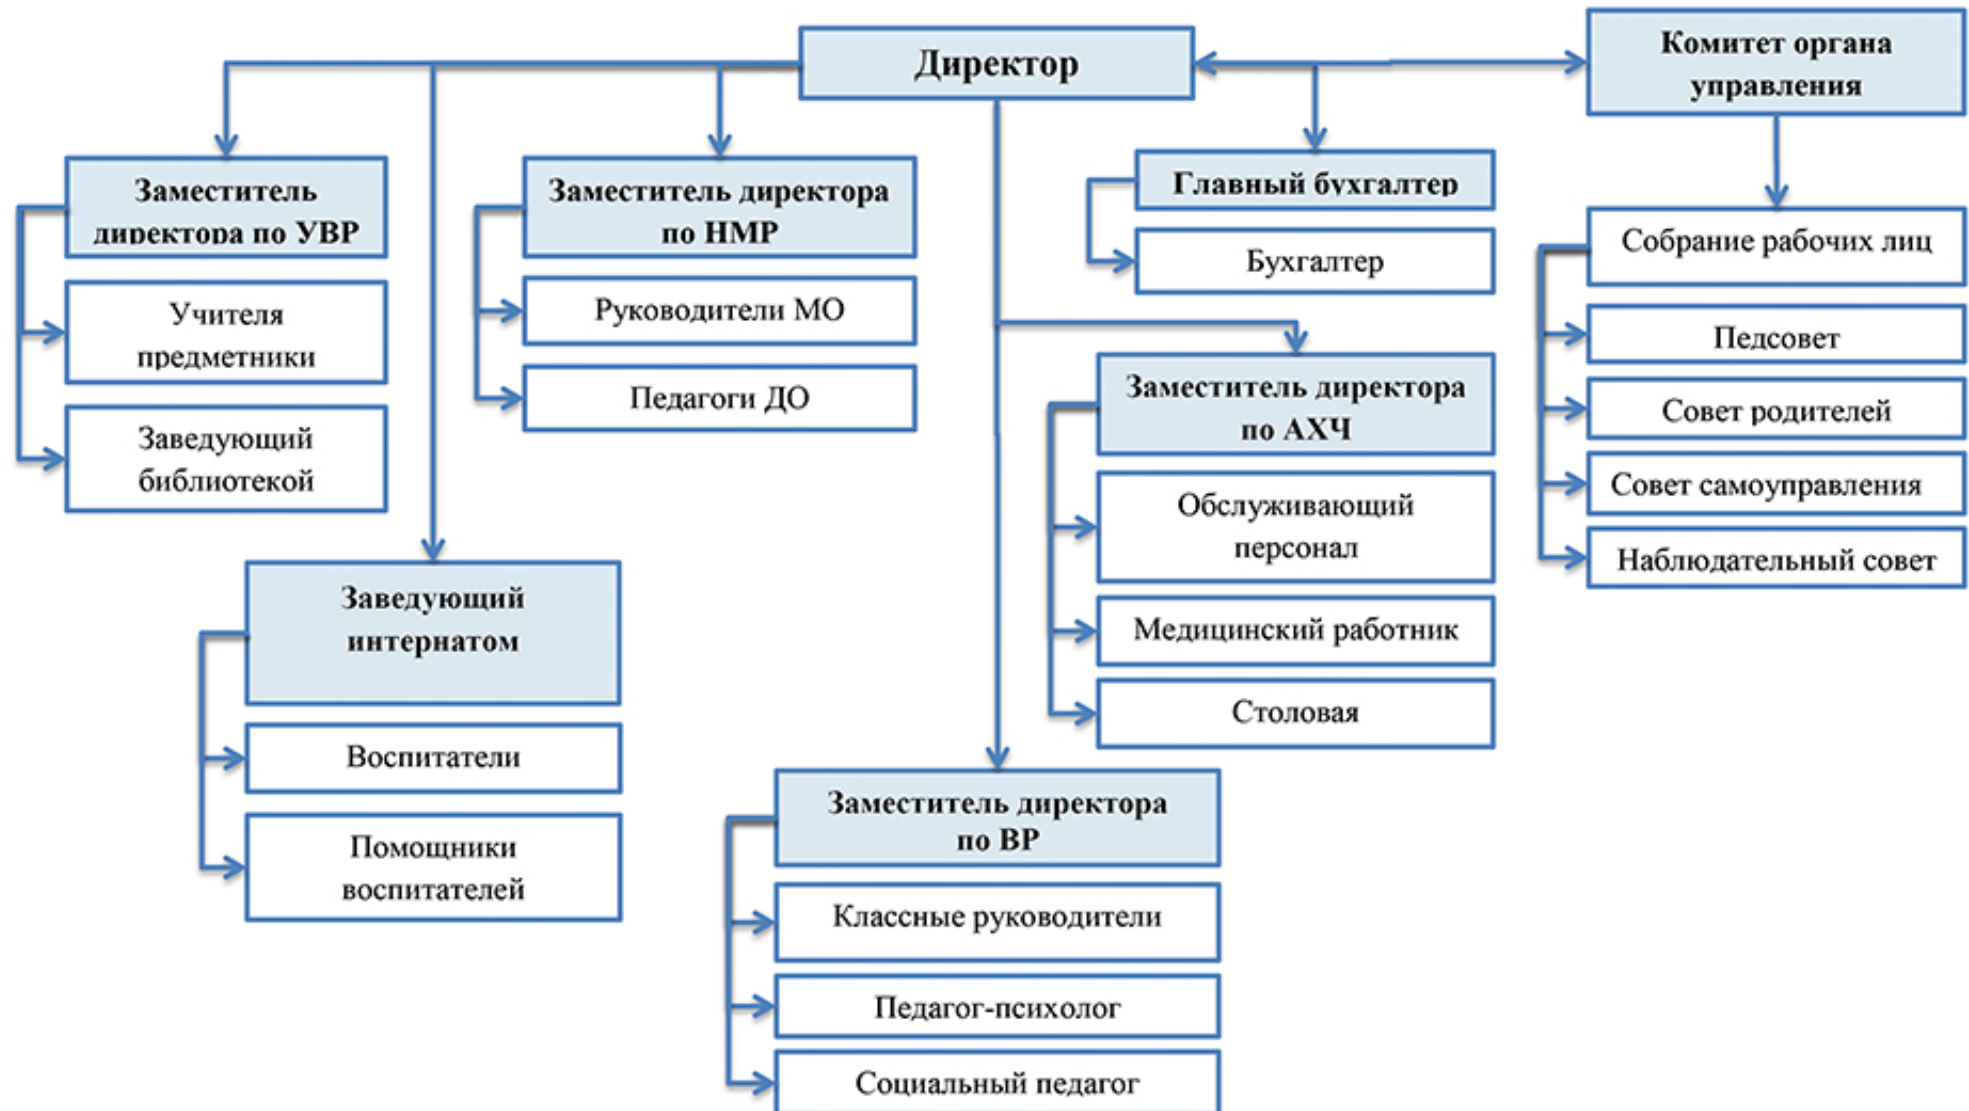 Директор
Комитет органа
управления
Заместитель
директора по УВР
Учителя
предметники
Заведующий
библиотекой
Заместитель директора
по НМР
Руководители МО
Педагоги ДО
Главный бухгалтер
Бухгалтер
Собрание рабочих лиц
Педсовет
Совет родителей
Совет самоуправления
Наблюдательный совет
Заместитель директора
по АХЧ
Обслуживающий
персонал
Медицинский работник
Столовая
Заведующий
интернатом
Воспитатели
Помощники
воспитателей
Заместитель директора
по ВР
Классные руководители
Педагог-психолог
Социальный педагог